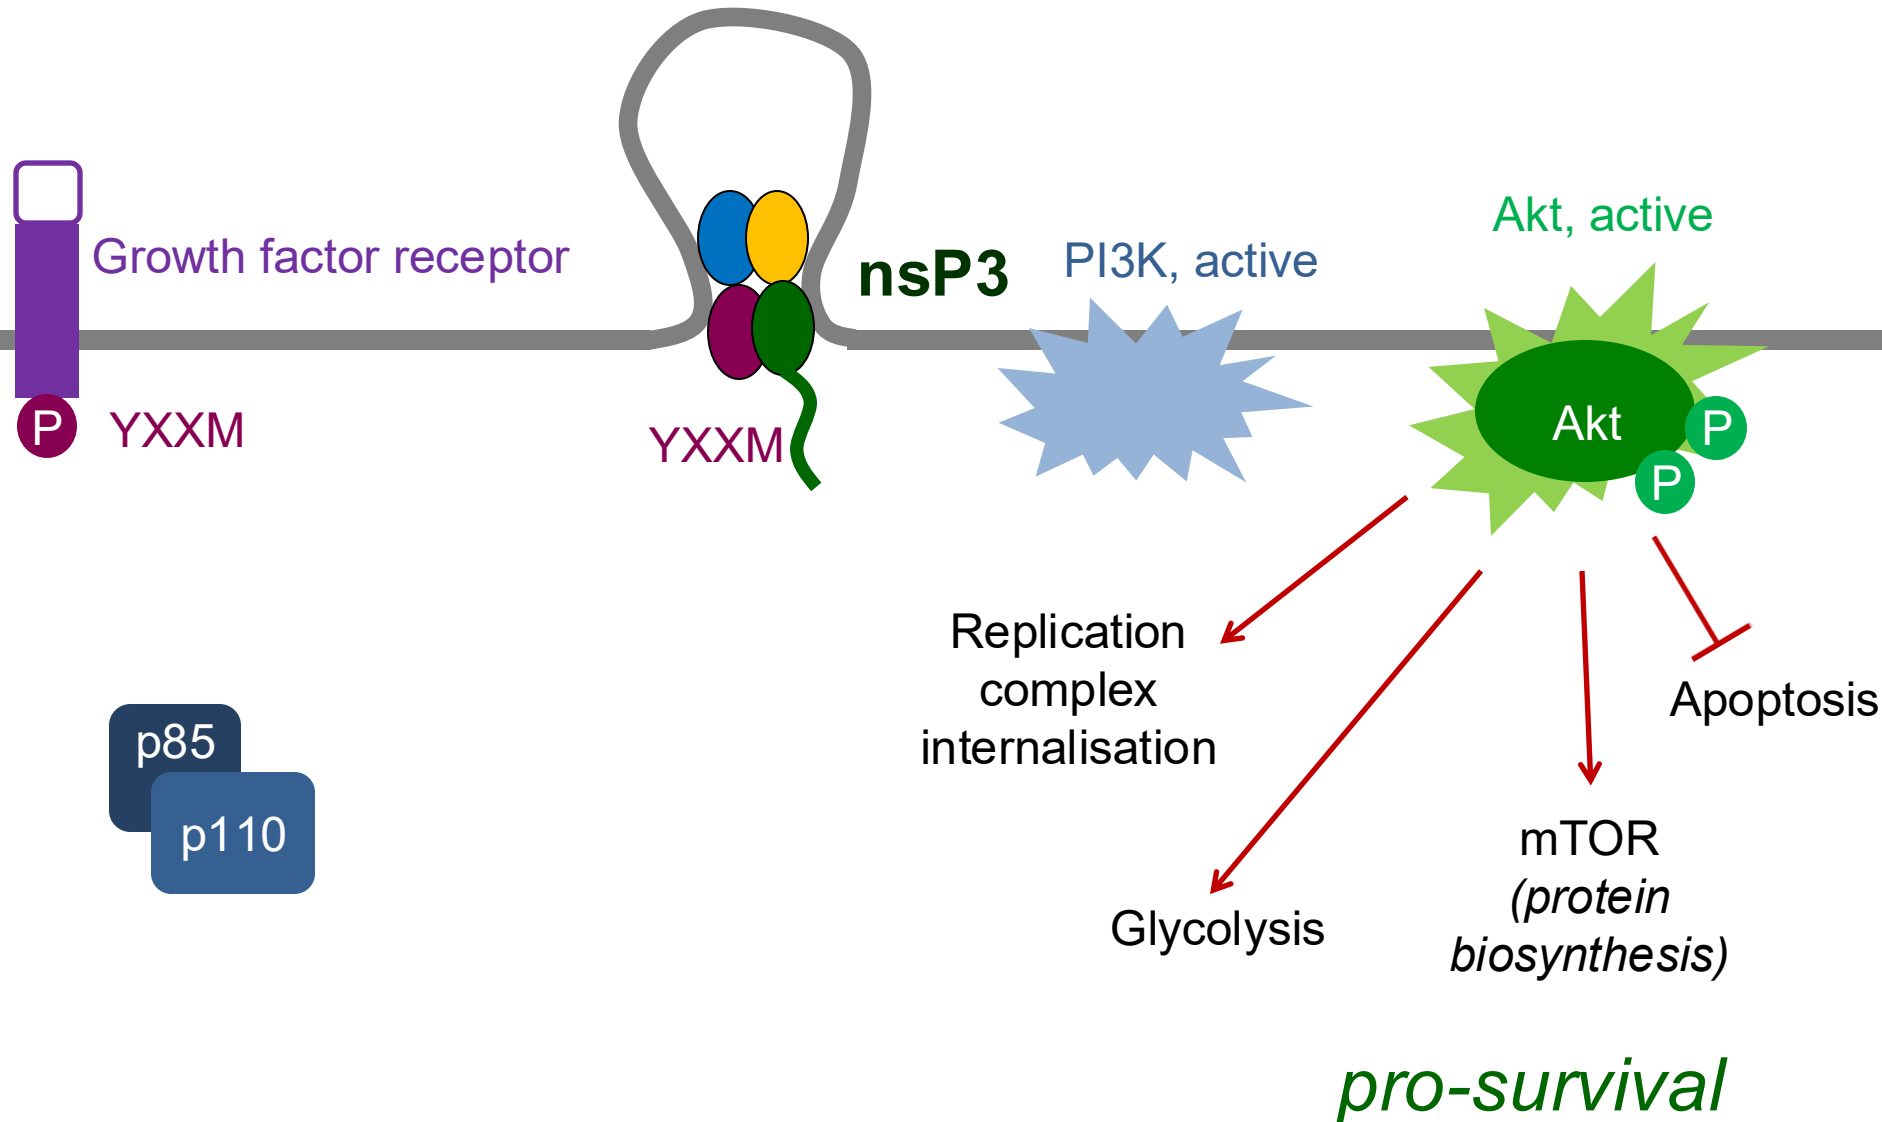 Growth factor receptor
P
YXXM
nsP3
YXXM
PI3K, active
Akt, active
Akt
P
P
Replication
complex
internalisation
Apoptosis
p85
p110
Glycolysis
mTOR
(protein
biosynthesis)
pro-survival